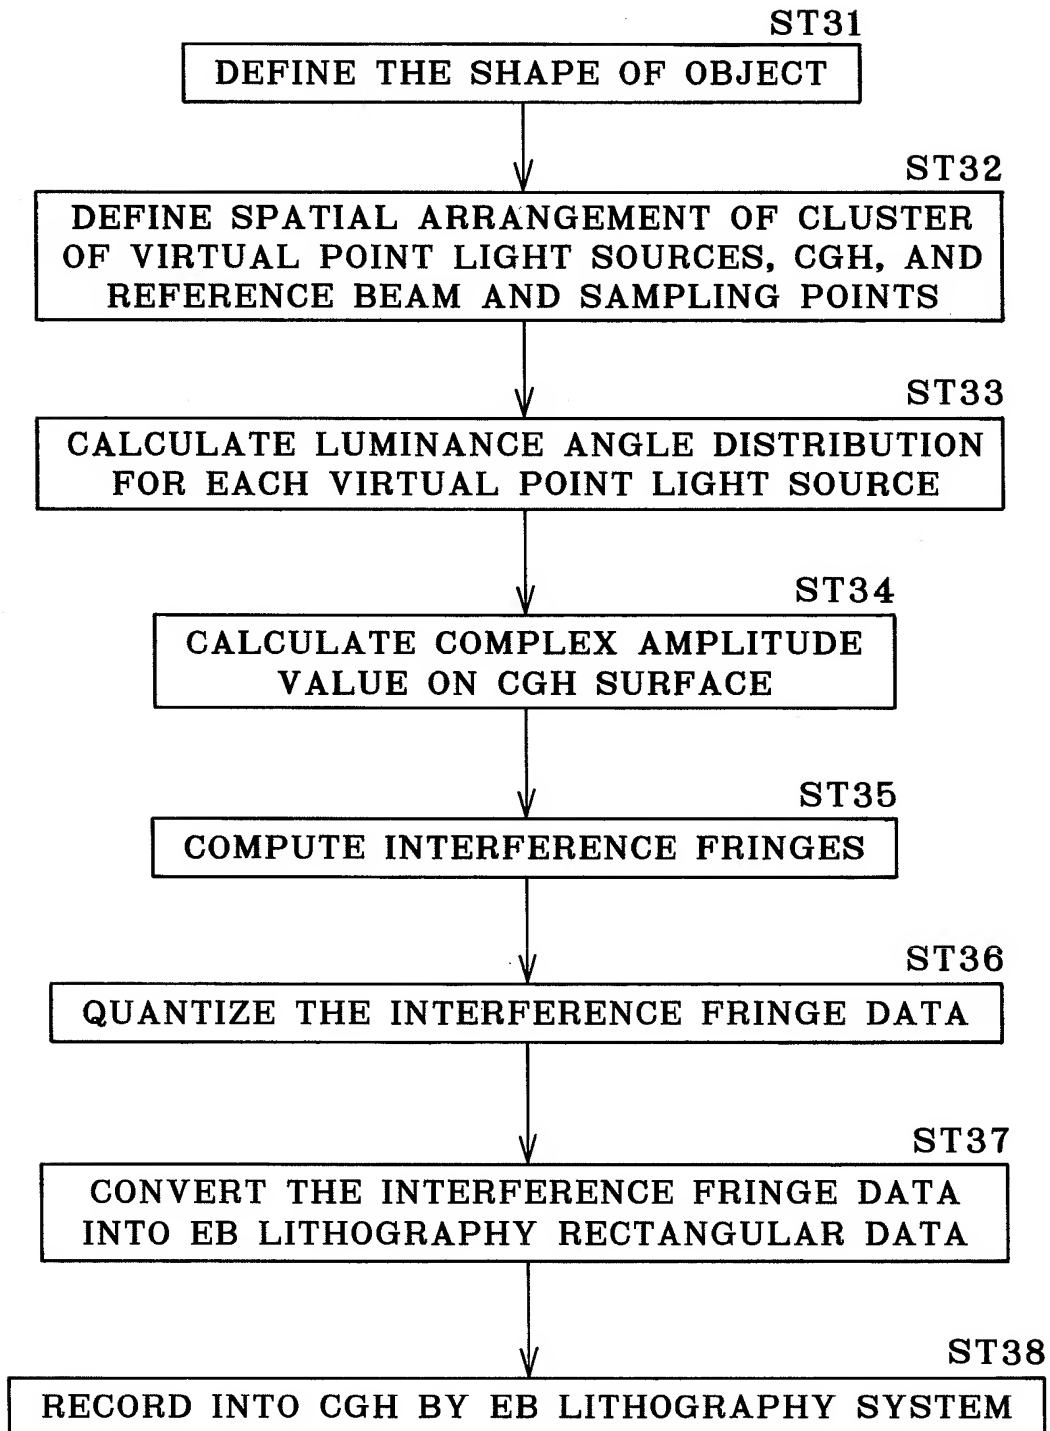 ST31
DEFINE THE SHAPE OF OBJECT
ST32
DEFINE SPATIAL ARRANGEMENT OF CLUSTER
OF VIRTUAL POINT LIGHT SOURCES, CGH, AND
REFERENCE BEAM AND SAMPLING POINTS
ST33
CALCULATE LUMINANCE ANGLE DISTRIBUTION
FOR EACH VIRTUAL POINT LIGHT SOURCE
ST34
CALCULATE COMPLEX AMPLITUDE
VALUE ON CGH SURFACE
ST35
COMPUTE INTERFERENCE FRINGES
ST36
QUANTIZE THE INTERFERENCE FRINGE DATA
ST37
CONVERT THE INTERFERENCE FRINGE DATA
INTO EB LITHOGRAPHY RECTANGULAR DATA
ST38
RECORD INTO CGH BY EB LITHOGRAPHY SYSTEM